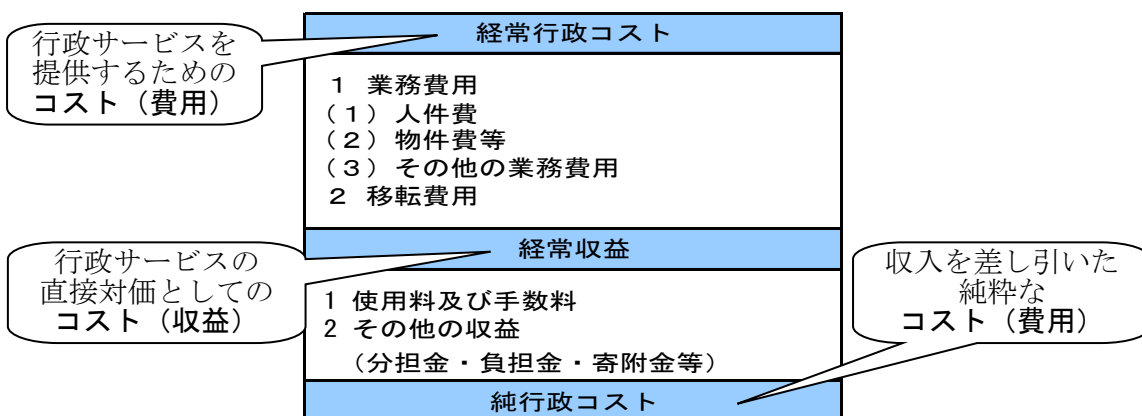 行政サービスを
提供するための
コスト（費用）
経常行政コスト
1 業務費用
（１）人件費
（２）物件費等
（３）その他の業務費用
2 移転費用
行政サービスの
直接対価としての
コスト（収益）
経常収益
1 使用料及び手数料
2 その他の収益
（分担金・負担金・寄附金等）
収入を差し引いた
純粋な
コスト（費用）
純行政コスト